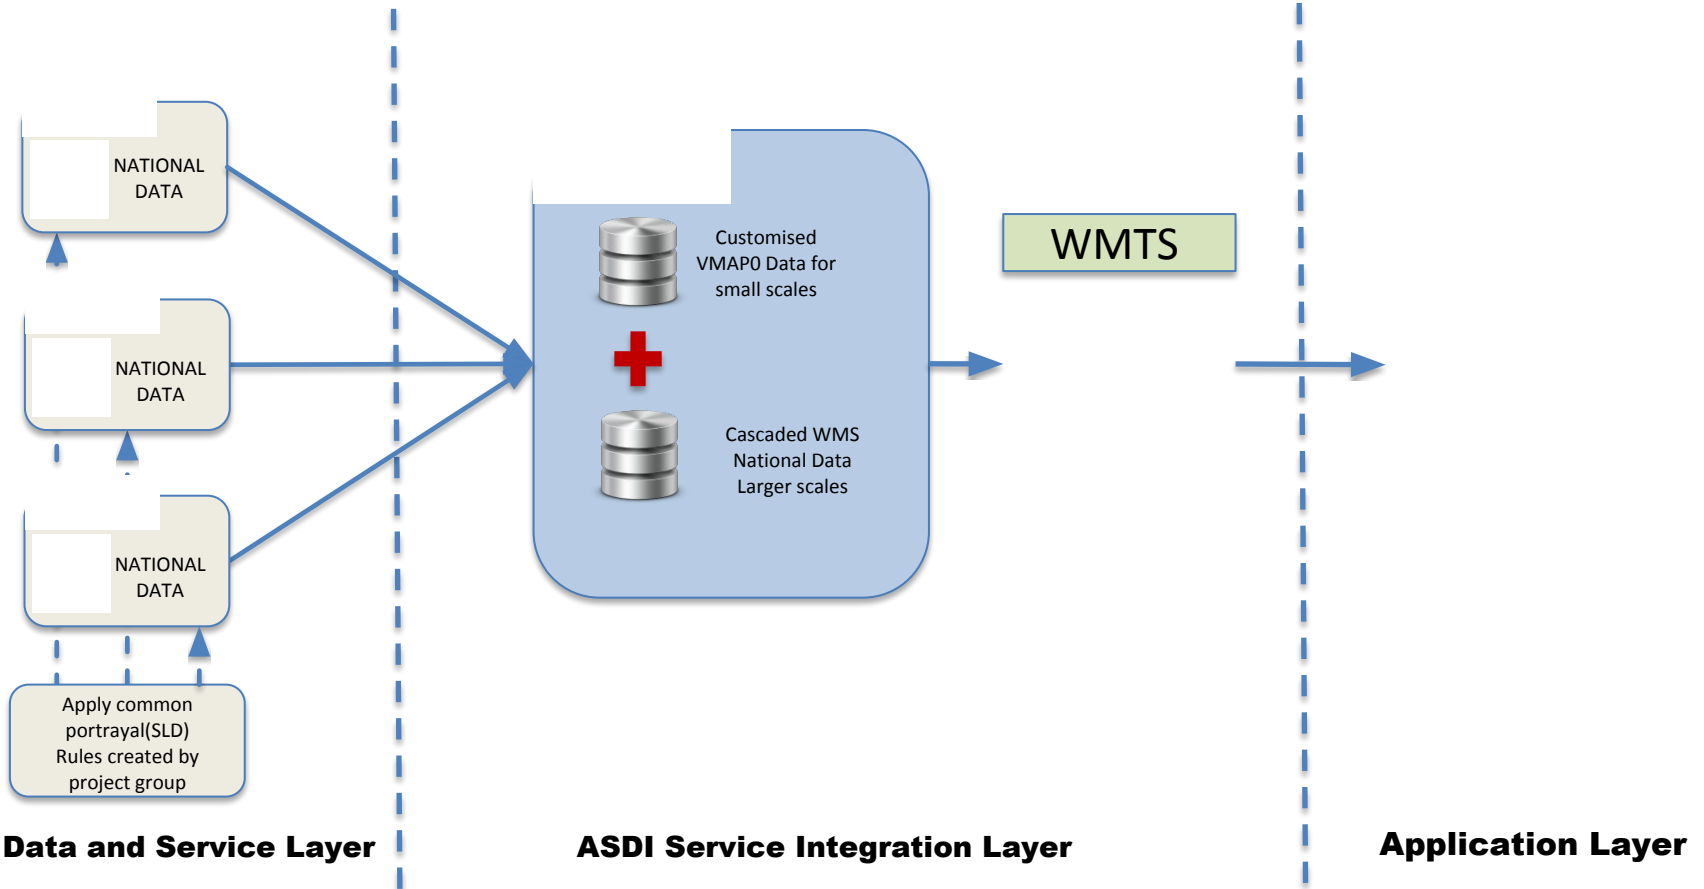 NATIONAL
DATA
NATIONAL
DATA
NATIONAL
DATA
Apply common
portrayal(SLD)
Rules created by
project group
Customised
VMAP0 Data for
small scales
Cascaded WMS
National Data
Larger scales
WMTS
Data and Service Layer
ASDI Service Integration Layer
Application Layer